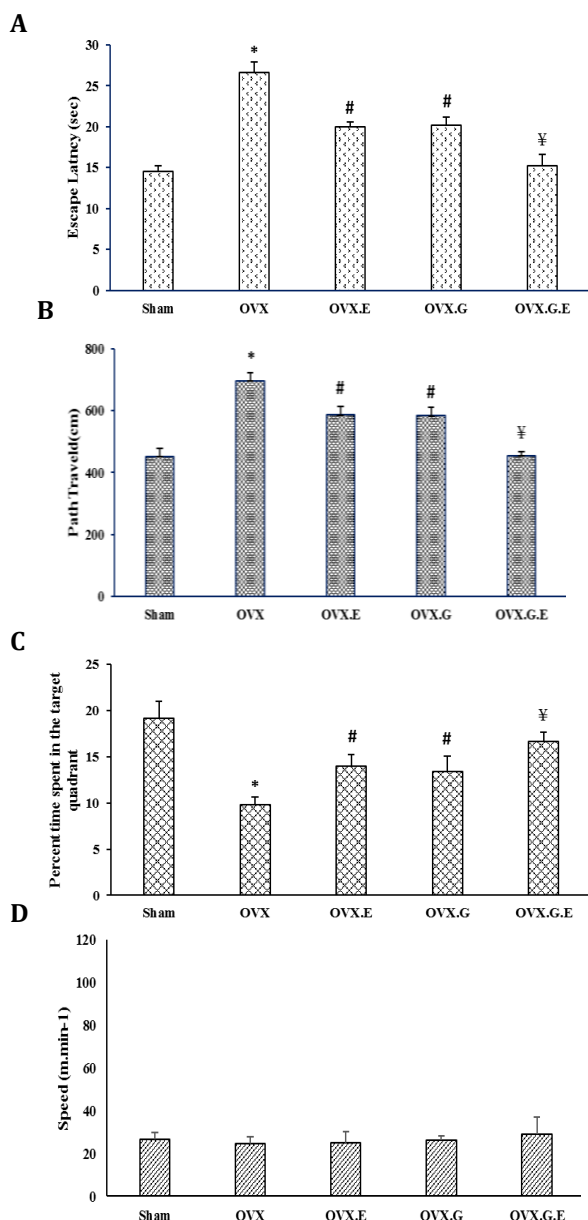 A
Escape Latncy (sec)
30
25
20
15
10
5
0
*
#
#
¥
Sham OVX OVX.E OVX.G OVX.G.E
B
Path Traveld(cm)
800
600
400
200
0
*
#
#
¥
Sham OVX OVX.E OVX.G OVX.G.E
C
Percent time spent in the target
quadrant
25
20
15
10
5
0
*
#
#
¥
Sham OVX OVX.E OVX.G OVX.G.E
D
Speed (m.min-1)
120
100
80
60
40
20
0
Sham OVX OVX.E OVX.G OVX.G.E